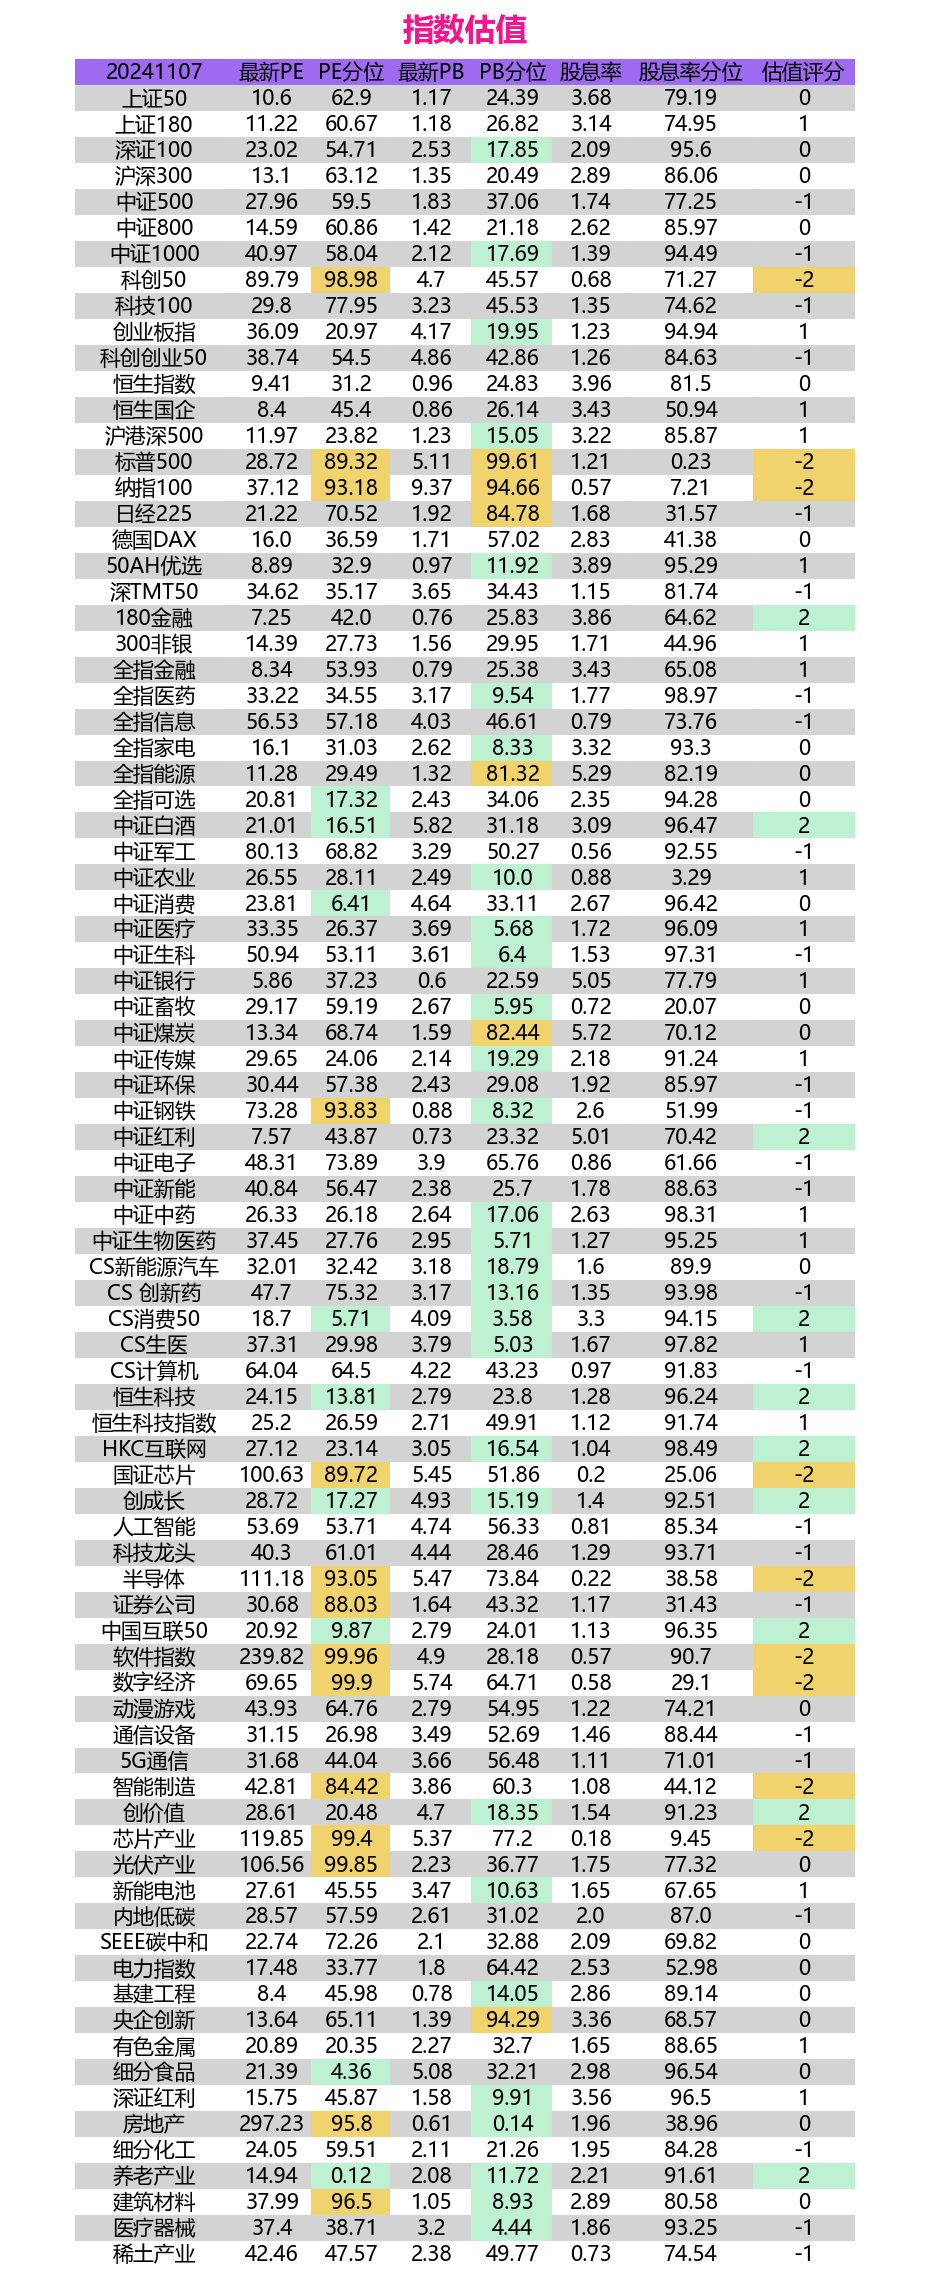 指数估值
20241107 最新PE PE分位 最新PB PB分位 股息率 股息率分位 估值评分
上证50 10.6 62.9 1.17 24.39 3.68 79.19 0
上证180 11.22 60.67 1.18 26.82 3.14 74.95 1
深证100 23.02 54.71 2.53 17.85 2.09 95.6 0
沪深300 13.1 63.12 1.35 20.49 2.89 86.06 0
中证500 27.96 59.5 1.83 37.06 1.74 77.25 -1
中证800 14.59 60.86 1.42 21.18 2.62 85.97 0
中证1000 40.97 58.04 2.12 17.69 1.39 94.49 -1
科创50 89.79 98.98 4.7 45.57 0.68 71.27 -2
科技100 29.8 77.95 3.23 45.53 1.35 74.62 -1
创业板指 36.09 20.97 4.17 19.95 1.23 94.94 1
科创创业50 38.74 54.5 4.86 42.86 1.26 84.63 -1
恒生指数 9.41 31.2 0.96 24.83 3.96 81.5 0
恒生国企 8.4 45.4 0.86 26.14 3.43 50.94 1
沪港深500 11.97 23.82 1.23 15.05 3.22 85.87 1
标普500 28.72 89.32 5.11 99.61 1.21 0.23 -2
纳指100 37.12 93.18 9.37 94.66 0.57 7.21 -2
日经225 21.22 70.52 1.92 84.78 1.68 31.57 -1
德国DAX 16.0 36.59 1.71 57.02 2.83 41.38 0
50AH优选 8.89 32.9 0.97 11.92 3.89 95.29 1
深TMT50 34.62 35.17 3.65 34.43 1.15 81.74 -1
180金融 7.25 42.0 0.76 25.83 3.86 64.62 2
300非银 14.39 27.73 1.56 29.95 1.71 44.96 1
全指金融 8.34 53.93 0.79 25.38 3.43 65.08 1
全指医药 33.22 34.55 3.17 9.54 1.77 98.97 -1
全指信息 56.53 57.18 4.03 46.61 0.79 73.76 -1
全指家电 16.1 31.03 2.62 8.33 3.32 93.3 0
全指能源 11.28 29.49 1.32 81.32 5.29 82.19 0
全指可选 20.81 17.32 2.43 34.06 2.35 94.28 0
中证白酒 21.01 16.51 5.82 31.18 3.09 96.47 2
中证军工 80.13 68.82 3.29 50.27 0.56 92.55 -1
中证农业 26.55 28.11 2.49 10.0 0.88 3.29 1
中证消费 23.81 6.41 4.64 33.11 2.67 96.42 0
中证医疗 33.35 26.37 3.69 5.68 1.72 96.09 1
中证生科 50.94 53.11 3.61 6.4 1.53 97.31 -1
中证银行 5.86 37.23 0.6 22.59 5.05 77.79 1
中证畜牧 29.17 59.19 2.67 5.95 0.72 20.07 0
中证煤炭 13.34 68.74 1.59 82.44 5.72 70.12 0
中证传媒 29.65 24.06 2.14 19.29 2.18 91.24 1
中证环保 30.44 57.38 2.43 29.08 1.92 85.97 -1
中证钢铁 73.28 93.83 0.88 8.32 2.6 51.99 -1
中证红利 7.57 43.87 0.73 23.32 5.01 70.42 2
中证电子 48.31 73.89 3.9 65.76 0.86 61.66 -1
中证新能 40.84 56.47 2.38 25.7 1.78 88.63 -1
中证中药 26.33 26.18 2.64 17.06 2.63 98.31 1
中证生物医药 37.45 27.76 2.95 5.71 1.27 95.25 1
CS新能源汽车 32.01 32.42 3.18 18.79 1.6 89.9 0
CS 创新药 47.7 75.32 3.17 13.16 1.35 93.98 -1
CS消费50 18.7 5.71 4.09 3.58 3.3 94.15 2
CS生医 37.31 29.98 3.79 5.03 1.67 97.82 1
CS计算机 64.04 64.5 4.22 43.23 0.97 91.83 -1
恒生科技 24.15 13.81 2.79 23.8 1.28 96.24 2
恒生科技指数 25.2 26.59 2.71 49.91 1.12 91.74 1
HKC互联网 27.12 23.14 3.05 16.54 1.04 98.49 2
国证芯片 100.63 89.72 5.45 51.86 0.2 25.06 -2
创成长 28.72 17.27 4.93 15.19 1.4 92.51 2
人工智能 53.69 53.71 4.74 56.33 0.81 85.34 -1
科技龙头 40.3 61.01 4.44 28.46 1.29 93.71 -1
半导体 111.18 93.05 5.47 73.84 0.22 38.58 -2
证券公司 30.68 88.03 1.64 43.32 1.17 31.43 -1
中国互联50 20.92 9.87 2.79 24.01 1.13 96.35 2
软件指数 239.82 99.96 4.9 28.18 0.57 90.7 -2
数字经济 69.65 99.9 5.74 64.71 0.58 29.1 -2
动漫游戏 43.93 64.76 2.79 54.95 1.22 74.21 0
通信设备 31.15 26.98 3.49 52.69 1.46 88.44 -1
5G通信 31.68 44.04 3.66 56.48 1.11 71.01 -1
智能制造 42.81 84.42 3.86 60.3 1.08 44.12 -2
创价值 28.61 20.48 4.7 18.35 1.54 91.23 2
芯片产业 119.85 99.4 5.37 77.2 0.18 9.45 -2
光伏产业 106.56 99.85 2.23 36.77 1.75 77.32 0
新能电池 27.61 45.55 3.47 10.63 1.65 67.65 1
内地低碳 28.57 57.59 2.61 31.02 2.0 87.0 -1
SEEE碳中和 22.74 72.26 2.1 32.88 2.09 69.82 0
电力指数 17.48 33.77 1.8 64.42 2.53 52.98 0
基建工程 8.4 45.98 0.78 14.05 2.86 89.14 0
央企创新 13.64 65.11 1.39 94.29 3.36 68.57 0
有色金属 20.89 20.35 2.27 32.7 1.65 88.65 1
细分食品 21.39 4.36 5.08 32.21 2.98 96.54 0
深证红利 15.75 45.87 1.58 9.91 3.56 96.5 1
房地产 297.23 95.8 0.61 0.14 1.96 38.96 0
细分化工 24.05 59.51 2.11 21.26 1.95 84.28 -1
养老产业 14.94 0.12 2.08 11.72 2.21 91.61 2
建筑材料 37.99 96.5 1.05 8.93 2.89 80.58 0
医疗器械 37.4 38.71 3.2 4.44 1.86 93.25 -1
稀土产业 42.46 47.57 2.38 49.77 0.73 74.54 -1